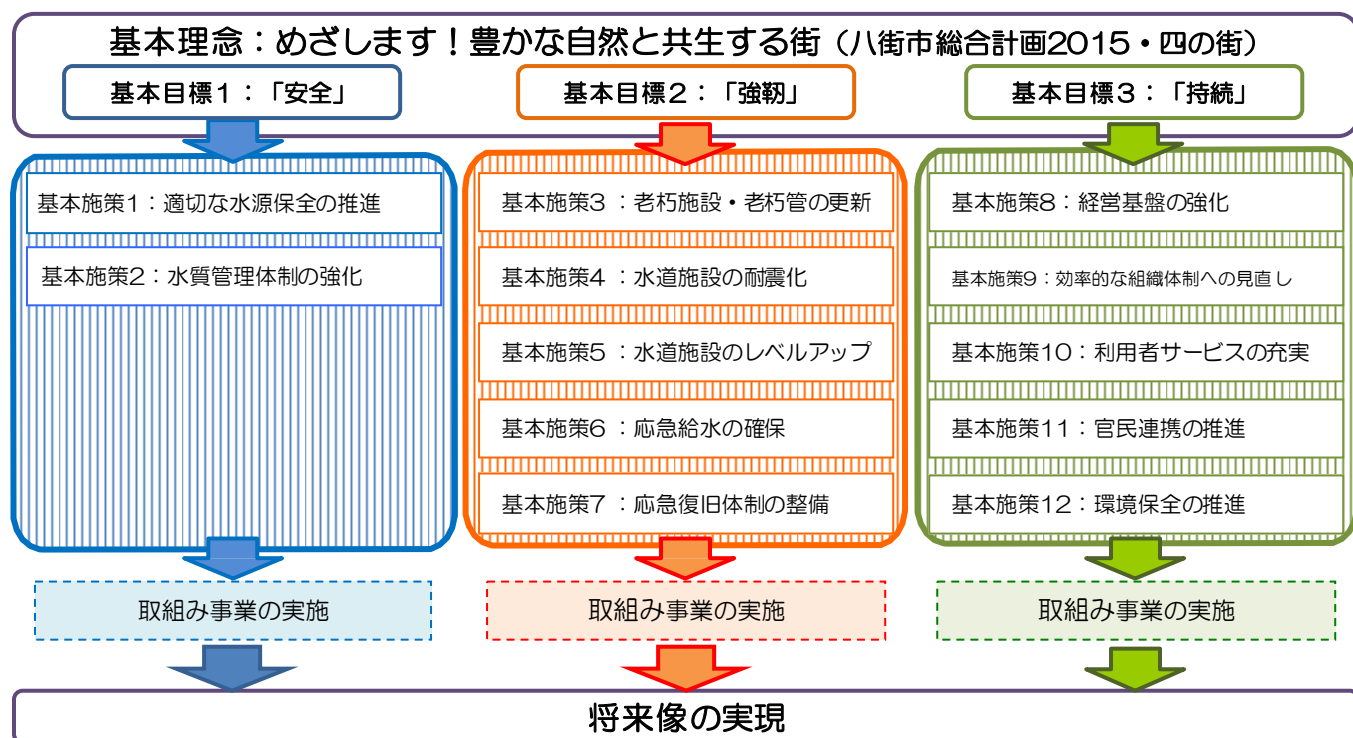 基本理念：めざします！豊かな自然と共生する街（八街市総合計画2015・四の街）
基本目標１：「安全」
基本目標２：「強靭」
基本目標３：「持続」
基本施策1：適切な水源保全の推進
基本施策2：水質管理体制の強化
基本施策3：老朽施設・老朽管の更新
基本施策4：水道施設の耐震化
基本施策5：水道施設のレベルアップ
基本施策6：応急給水の確保
基本施策7：応急復旧体制の整備
基本施策8：経営基盤の強化
基本施策9：効率的な組織体制への見直し
基本施策10：利用者サービスの充実
基本施策11：官民連携の推進
基本施策12：環境保全の推進
取組み事業の実施
取組み事業の実施
取組み事業の実施
将来像の実現